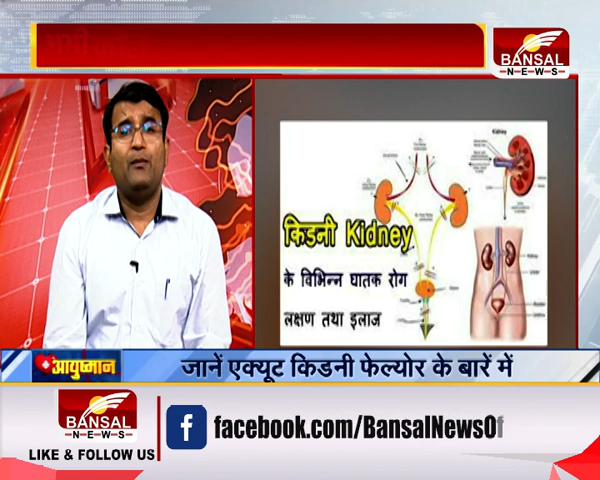 BANSAL
NEWS
Kidney
किडनी Kidney
के विभिन्न घातक रोग
लक्षण तथा इलाज
आयुष्मान
जानें एक्यूट किडनी फेल्योर के बारें में
BANSAL
NEWS
LIKE & FOLLOW US
f
facebook.com/BansalNewsOf